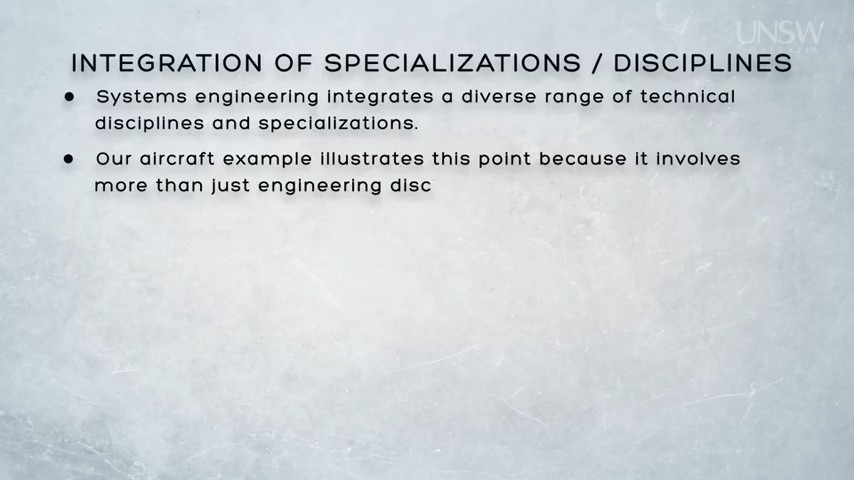 UNSW
INTEGRATION OF SPECIALIZATIONS / DISCIPLINES
• Systems engineering integrates a diverse range of technical
disciplines and specializations.
• Our aircraft example illustrates this point because it involves
more than just engineering disc